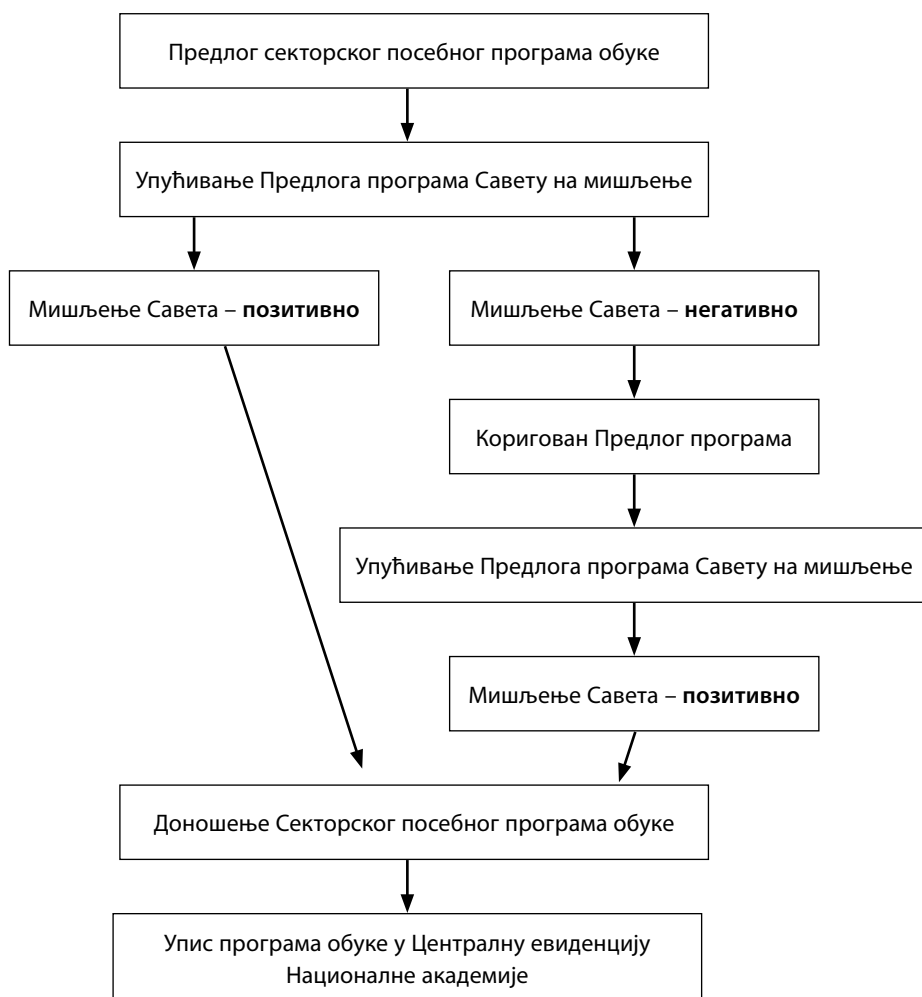 Предлог секторског посебног програма обуке
Упућивање Предлога програма Савету на мишљење
Мишљење Савета – позитивно
Мишљење Савета – негативно
Коригован Предлог програма
Упућивање Предлога програма Савету на мишљење
Мишљење Савета – позитивно
Доношење Секторског посебног програма обуке
Упис програма обуке у Централну евиденцију
Националне академије